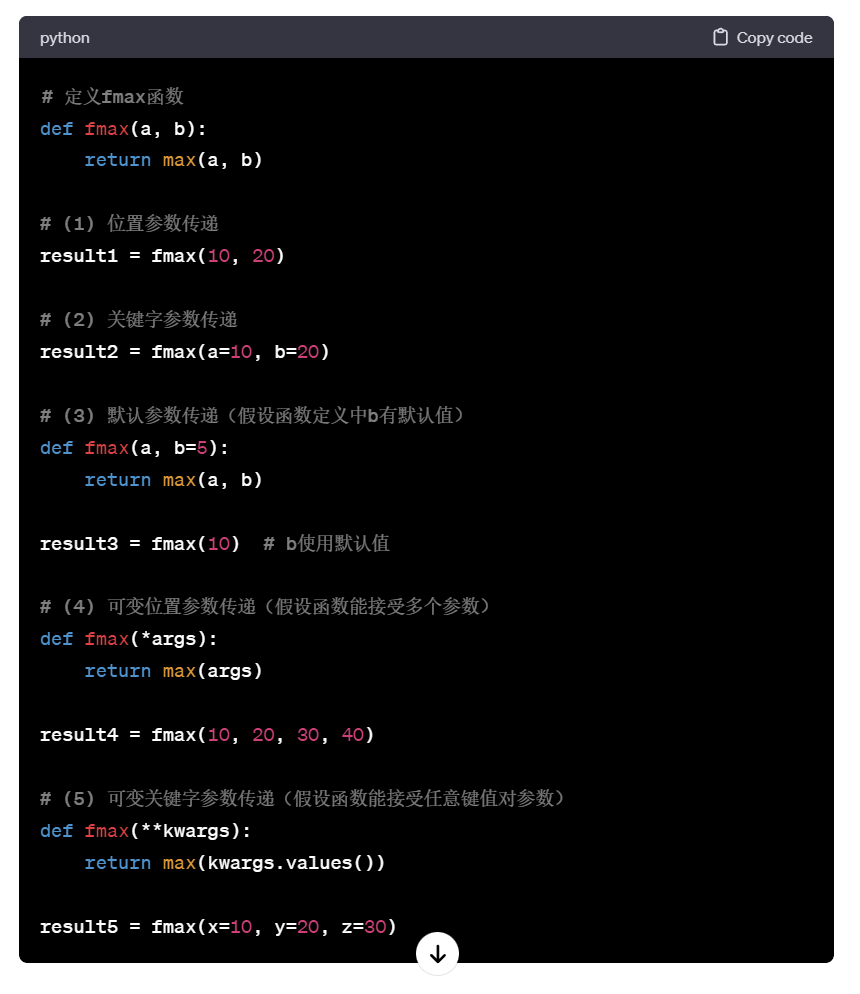 python
Copy code
# 定义fmax函数
def fmax(a, b):
    return max(a, b)
# (1) 位置参数传递
result1 = fmax(10, 20)
# (2) 关键字参数传递
result2 = fmax(a=10, b=20)
# (3) 默认参数传递（假设函数定义中b有默认值）
def fmax(a, b=5):
    return max(a, b)
result3 = fmax(10)  # b使用默认值
# (4) 可变位置参数传递（假设函数能接受多个参数）
def fmax(*args):
    return max(args)
result4 = fmax(10, 20, 30, 40)
# (5) 可变关键字参数传递（假设函数能接受任意键值对参数）
def fmax(**kwargs):
    return max(kwargs.values())
result5 = fmax(x=10, y=20, z=30)